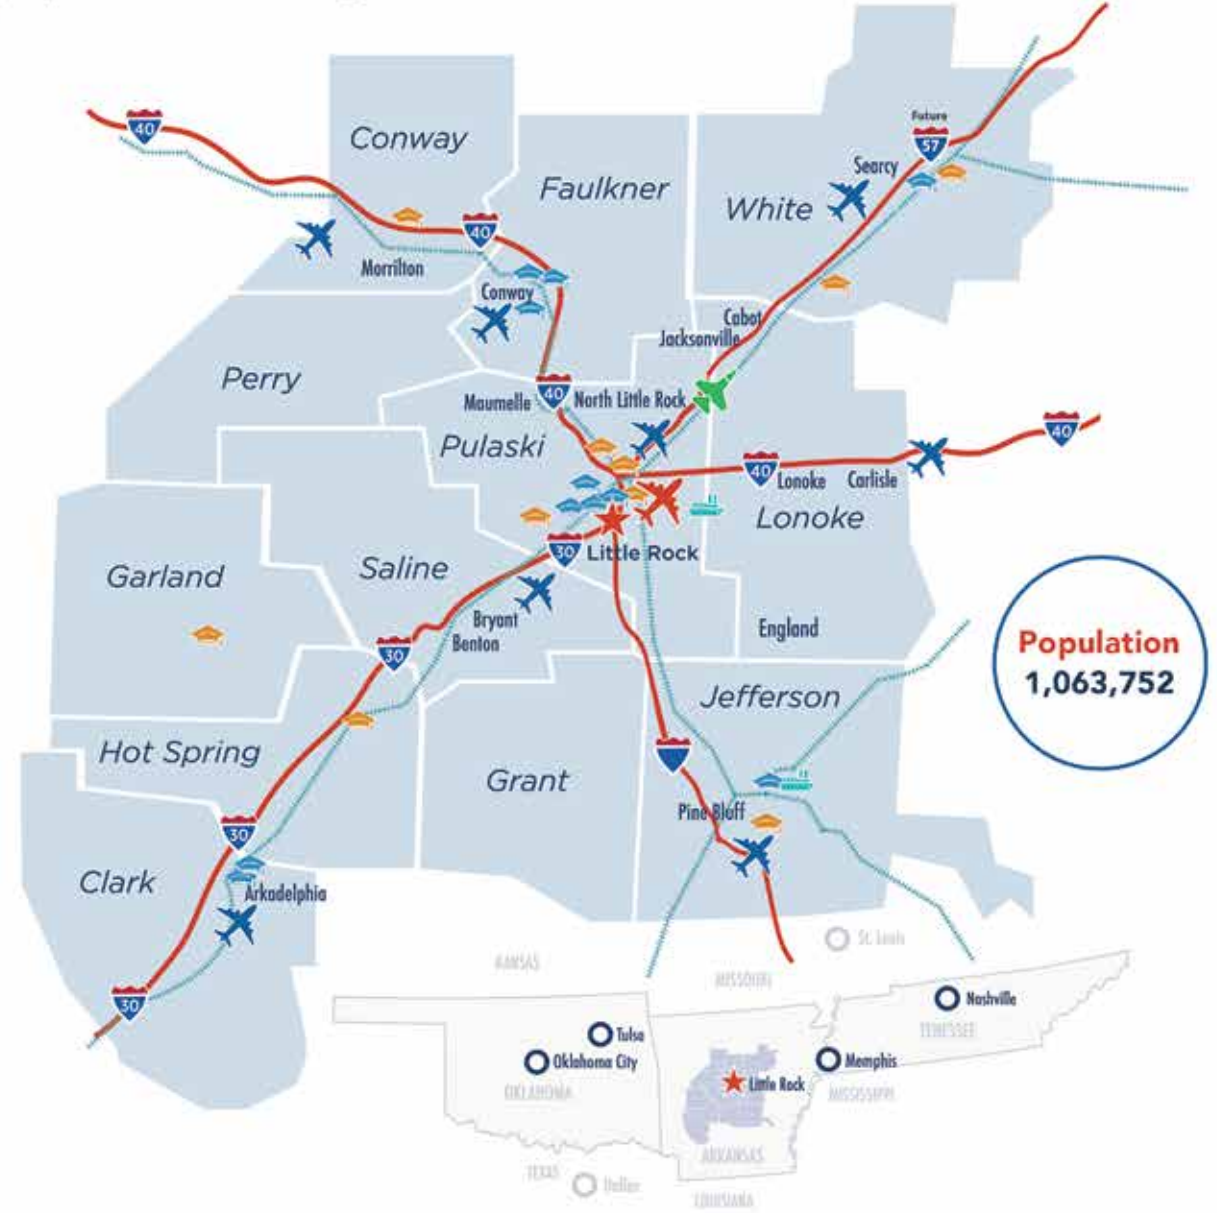 Future
57
40
Conway
Searcy
Faulkner
White
40
Morrilton
Conway
Cabot
Jacksonville
Perry
40
Maumelle
North Little Rock
40
Pulaski
40
Lonoke
Carlisle
Lonoke
30
Little Rock
Garland
Saline
Bryant
Benton
England
30
Population
1,063,752
Jefferson
Hot Spring
Grant
Pine Bluff
30
Clark
Arkadelphia
30
St. Louis
KANSAS
MISSOURI
Nashville
TENESSEE
Tulsa
Oklahoma City
Memphis
Little Rock
OKLAHOMA
MISSISSIPPI
ARKANSAS
TEXAS
Dallas
LOUISIANA